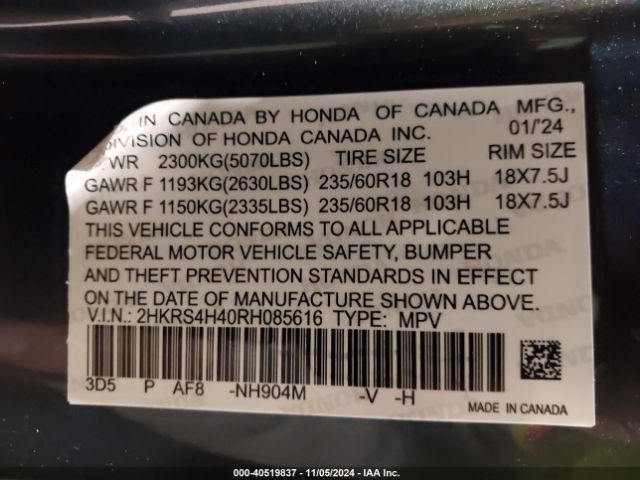 IN CANADA BY HONDA OF CANADA MFG.,
DIVISION OF HONDA CANADA INC. 01/'24
WR 2300KG(5070LBS) TIRE SIZE RIM SIZE
GAWR F 1193KG(2630LBS) 235/60R18 103H 18X7.5J
GAWR F 1150KG(2335LBS) 235/60R18 103H 18X7.5J
THIS VEHICLE CONFORMS TO ALL APPLICABLE
FEDERAL MOTOR VEHICLE SAFETY, BUMPER
AND THEFT PREVENTION STANDARDS IN EFFECT
ON THE DATE OF MANUFACTURE SHOWN ABOVE.
V.I.N.: 2HKRS4H40RH085616 TYPE: MPV
3D5 P AF8 -NH904M -V -H
MADE IN CANADA
000-40519837 - 11/05/2024 - IAA Inc.